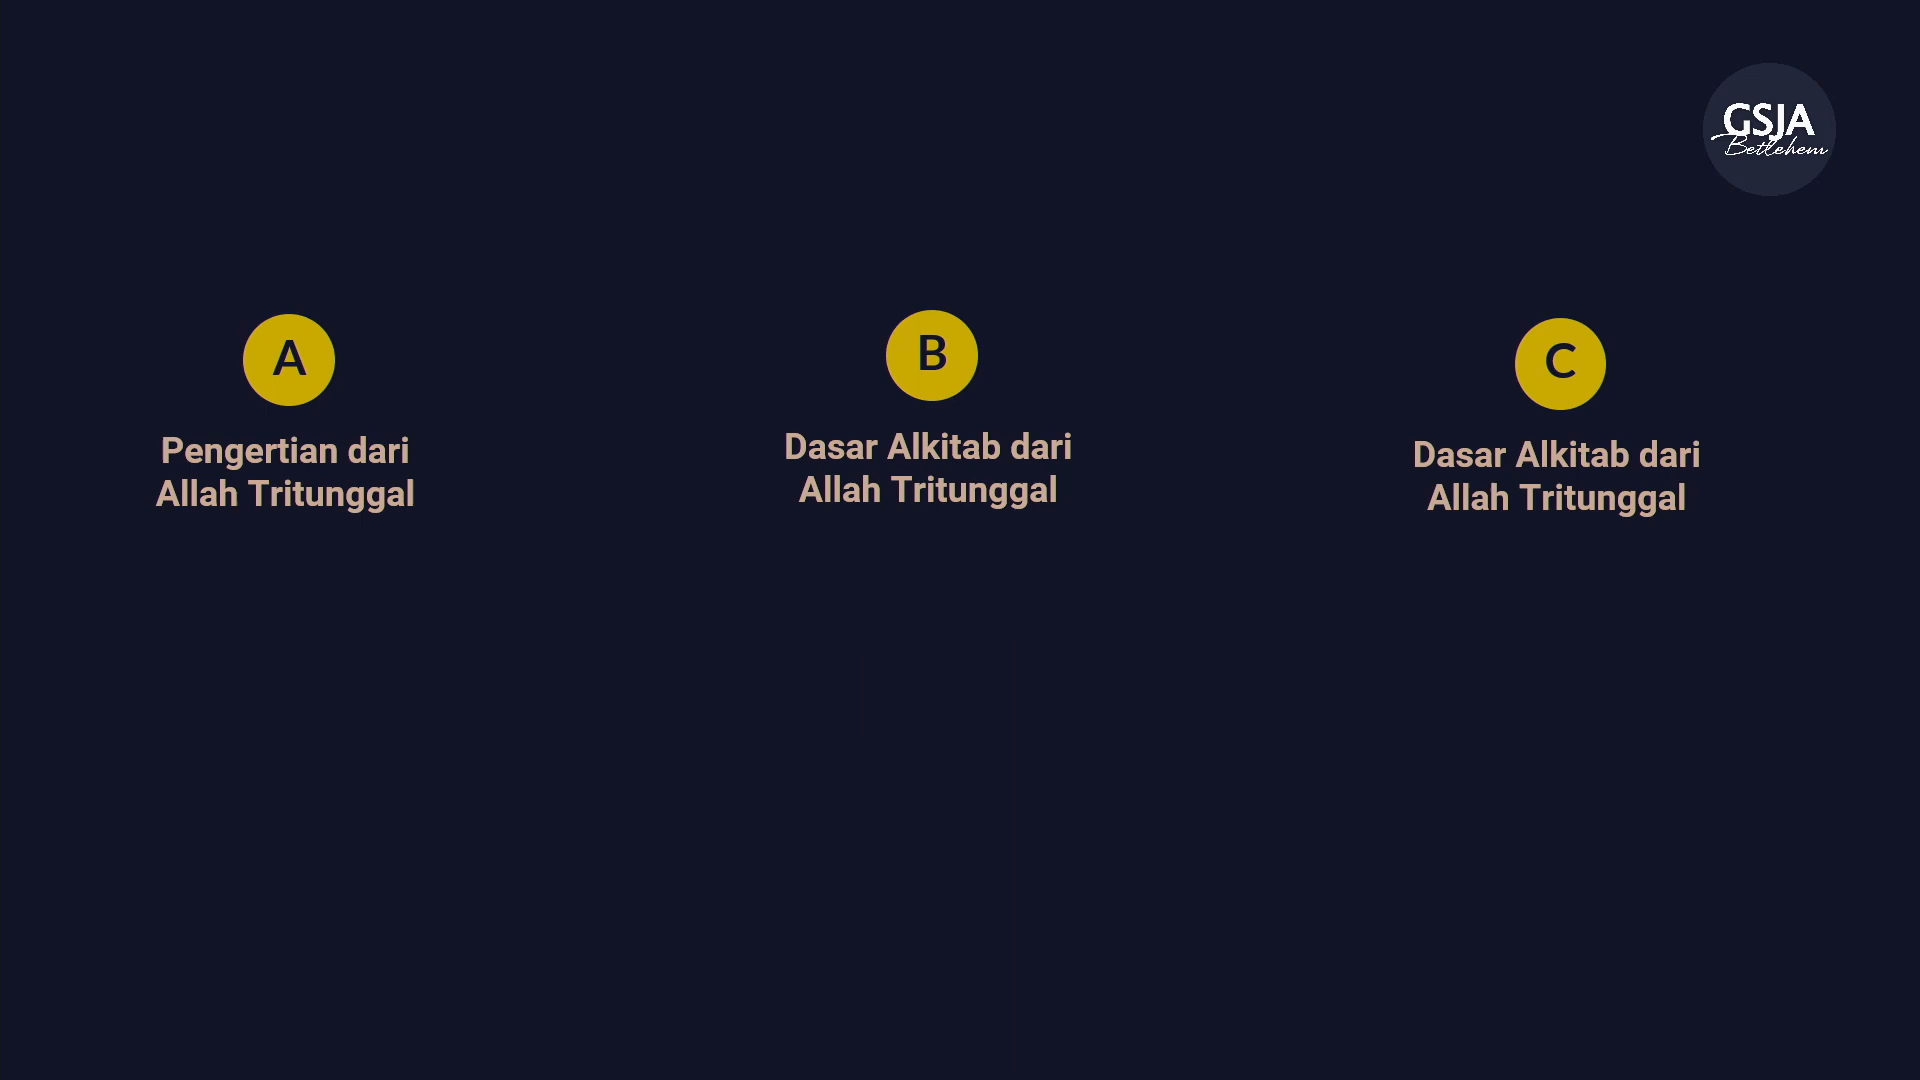 GSJA
Betlehem
A
Pengertian dari
Allah Tritunggal
B
Dasar Alkitab dari
Allah Tritunggal
C
Dasar Alkitab dari
Allah Tritunggal